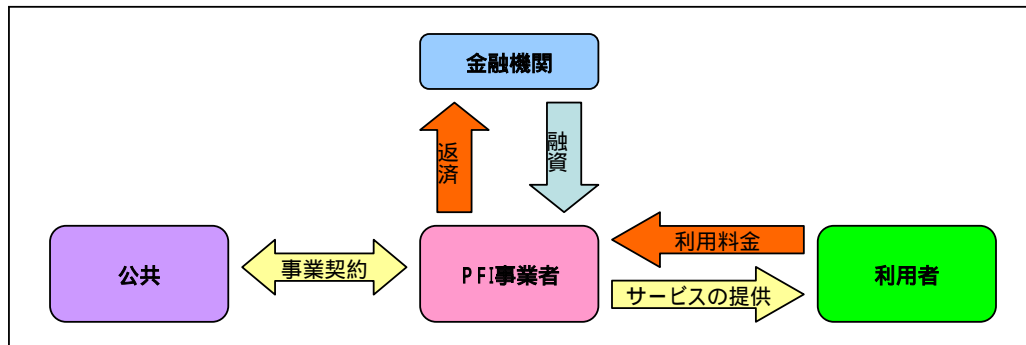 金融機関
返済
融資
公共
事業契約
PFI事業者
利用料金
サービスの提供
利用者